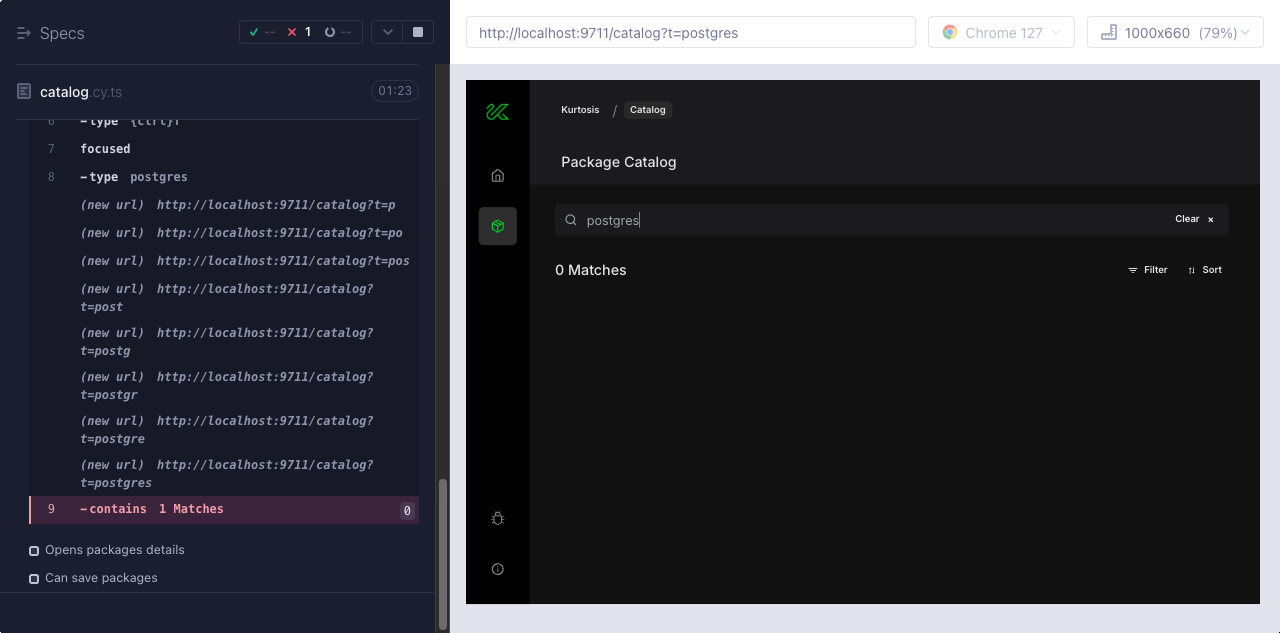 Specs
-- 1 --
catalog.cy.ts
01:23
6 -type {ctrl}f
7 focused
8 -type postgres
(new url) http://localhost:9711/catalog?t=p
(new url) http://localhost:9711/catalog?t=po
(new url) http://localhost:9711/catalog?t=pos
(new url) http://localhost:9711/catalog?
t=post
(new url) http://localhost:9711/catalog?
t=postg
(new url) http://localhost:9711/catalog?
t=postgr
(new url) http://localhost:9711/catalog?
t=postgre
(new url) http://localhost:9711/catalog?
t=postgres
9 -contains 1 Matches 0
Opens packages details
Can save packages
http://localhost:9711/catalog?t=postgres
Chrome 127
1000x660 (79%)
Kurtosis / Catalog
Package Catalog
postgres
Clear
0 Matches
Filter
Sort